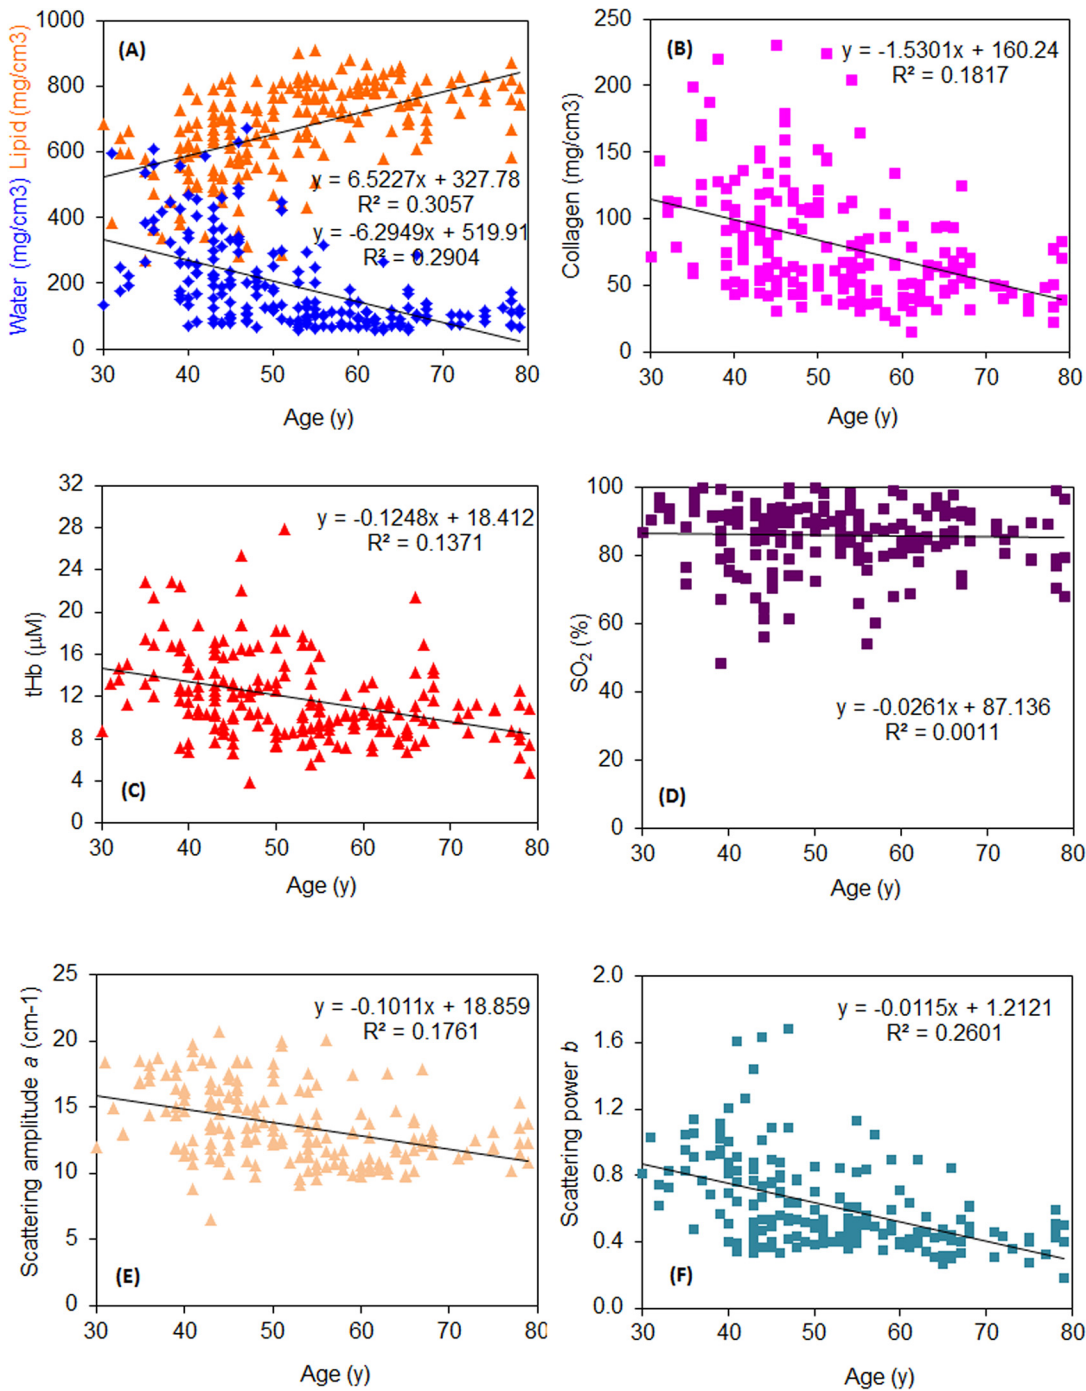 (A)
Water (mg/cm3) Lipid (mg/cm3)
1000
800
600
400
200
0
y = 6.5227x + 327.78
R² = 0.3057
y = -6.2949x + 519.91
R² = 0.2904
30 40 50 60 70 80
Age (y)
(B)
Collagen (mg/cm3)
250
200
150
100
50
0
y = -1.5301x + 160.24
R² = 0.1817
30 40 50 60 70 80
Age (y)
(C)
tHb (µM)
32
28
24
20
16
12
8
4
0
y = -0.1248x + 18.412
R² = 0.1371
30 40 50 60 70 80
Age (y)
(D)
SO₂ (%)
100
80
60
40
20
0
y = -0.0261x + 87.136
R² = 0.0011
30 40 50 60 70 80
Age (y)
(E)
Scattering amplitude a (cm-1)
25
20
15
10
5
0
y = -0.1011x + 18.859
R² = 0.1761
30 40 50 60 70 80
Age (y)
(F)
Scattering power b
2.0
1.6
1.2
0.8
0.4
0.0
y = -0.0115x + 1.2121
R² = 0.2601
30 40 50 60 70 80
Age (y)